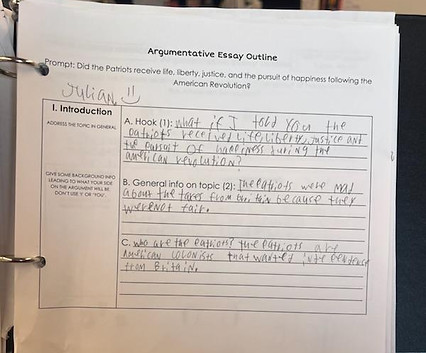 Argumentative Essay Outline
Prompt: Did the Patriots receive life, liberty, justice, and the pursuit of happiness following the
American Revolution?
Julian
I. Introduction
ADDRESS THE TOPIC IN GENERAL
A. Hook (1): what if I told you the
patriots received life, liberty, justice and
the pursuit of happiness during the
american revolution?
GIVE SOME BACKGROUND INFO
LEADING TO WHAT YOUR SIDE
ON THE ARGUMENT WILL BE.
DON'T USE 'I' OR 'YOU'.
B. General info on topic (2): The patriots were mad
about the taxes from britain because they
were not fair.
C. who are the patriots? the patriots are
American colonists that wanted
from Britain.